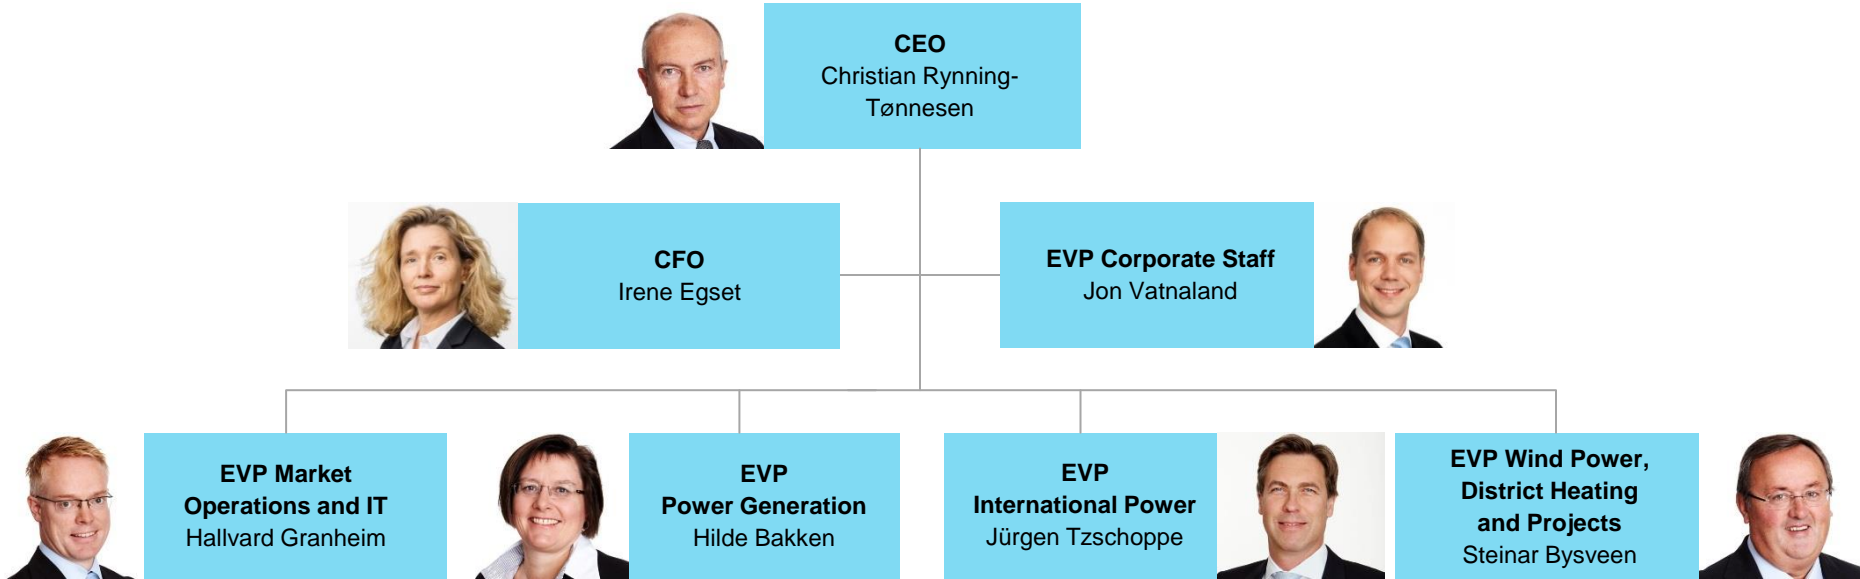 CEO
Christian Rynning-
Tønnesen
CFO
Irene Egset
EVP Corporate Staff
Jon Vatnaland
EVP Market
Operations and IT
Hallvard Granheim
EVP
Power Generation
Hilde Bakken
EVP
International Power
Jürgen Tzschoppe
EVP Wind Power,
District Heating
and Projects
Steinar Bysveen